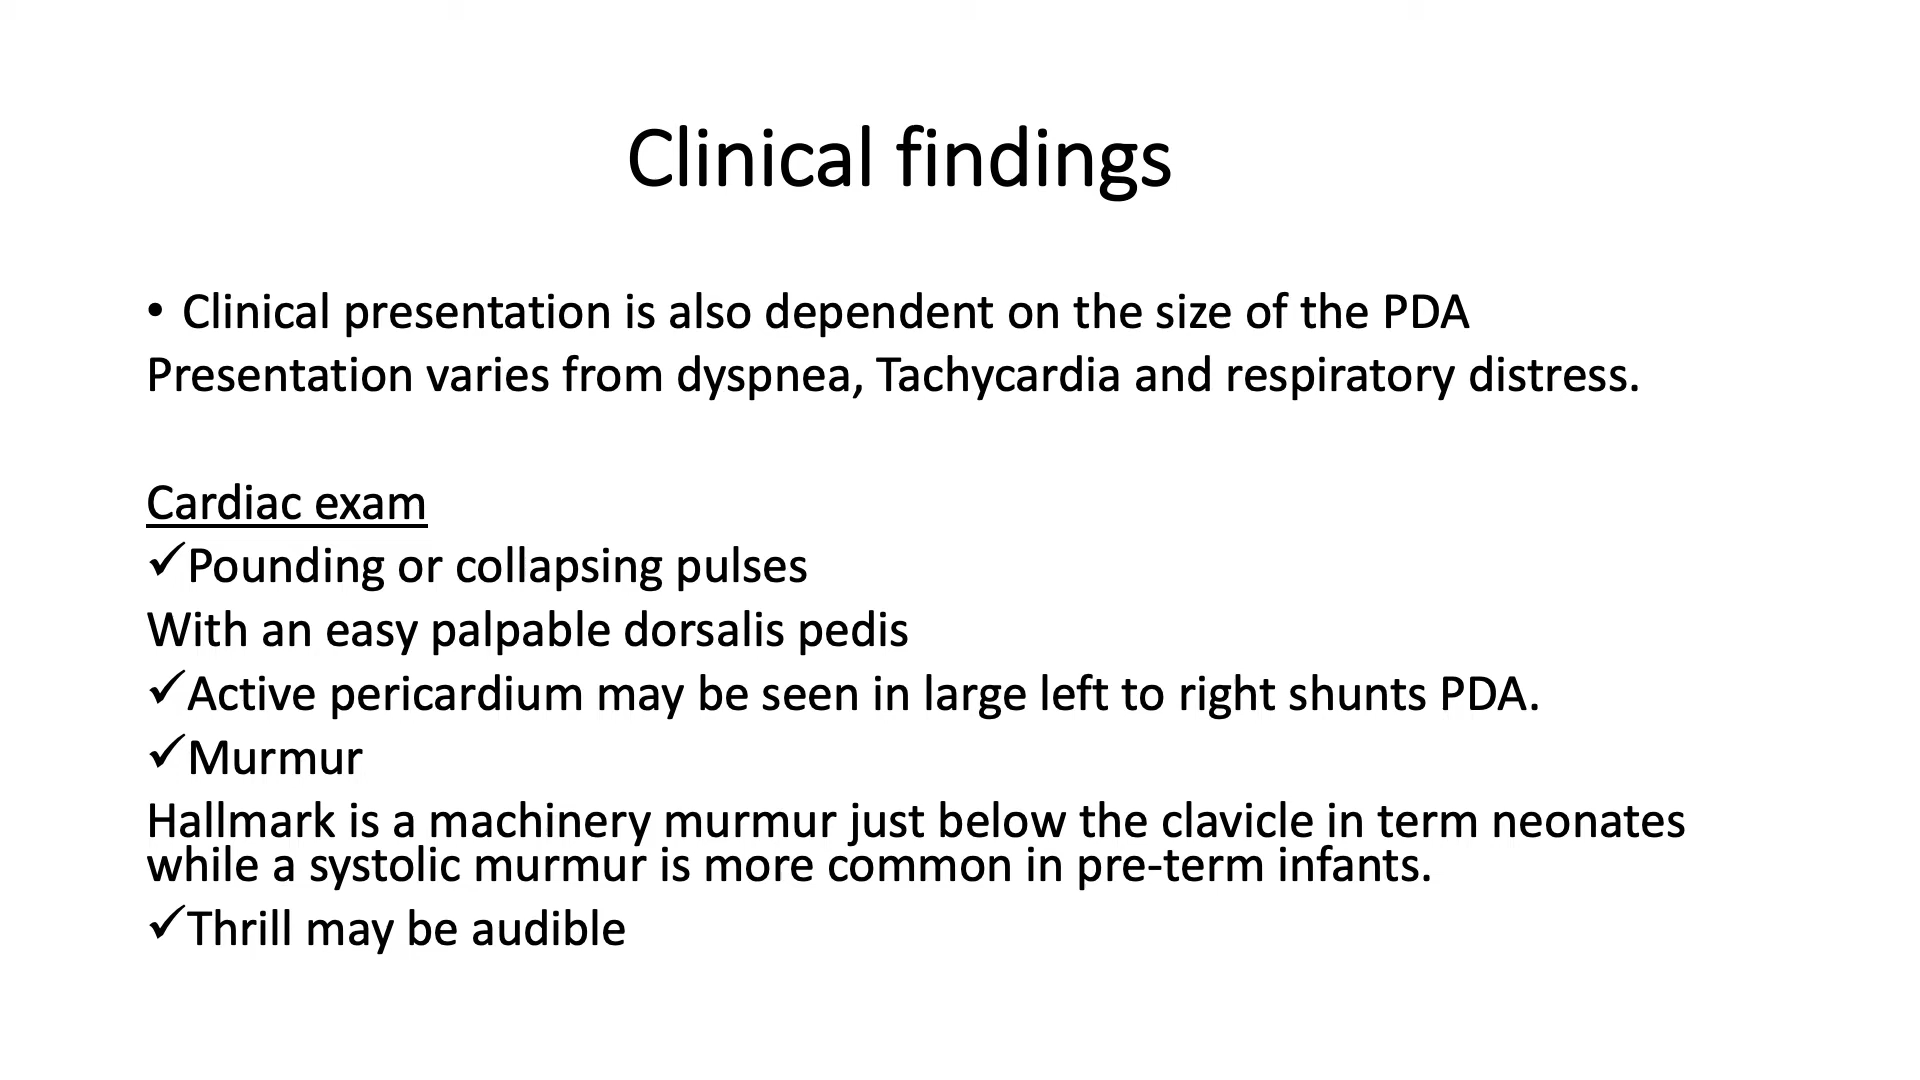 Clinical findings
• Clinical presentation is also dependent on the size of the PDA
Presentation varies from dyspnea, Tachycardia and respiratory distress.
Cardiac exam
✓Pounding or collapsing pulses
With an easy palpable dorsalis pedis
✓Active pericardium may be seen in large left to right shunts PDA.
✓Murmur
Hallmark is a machinery murmur just below the clavicle in term neonates
while a systolic murmur is more common in pre-term infants.
✓Thrill may be audible